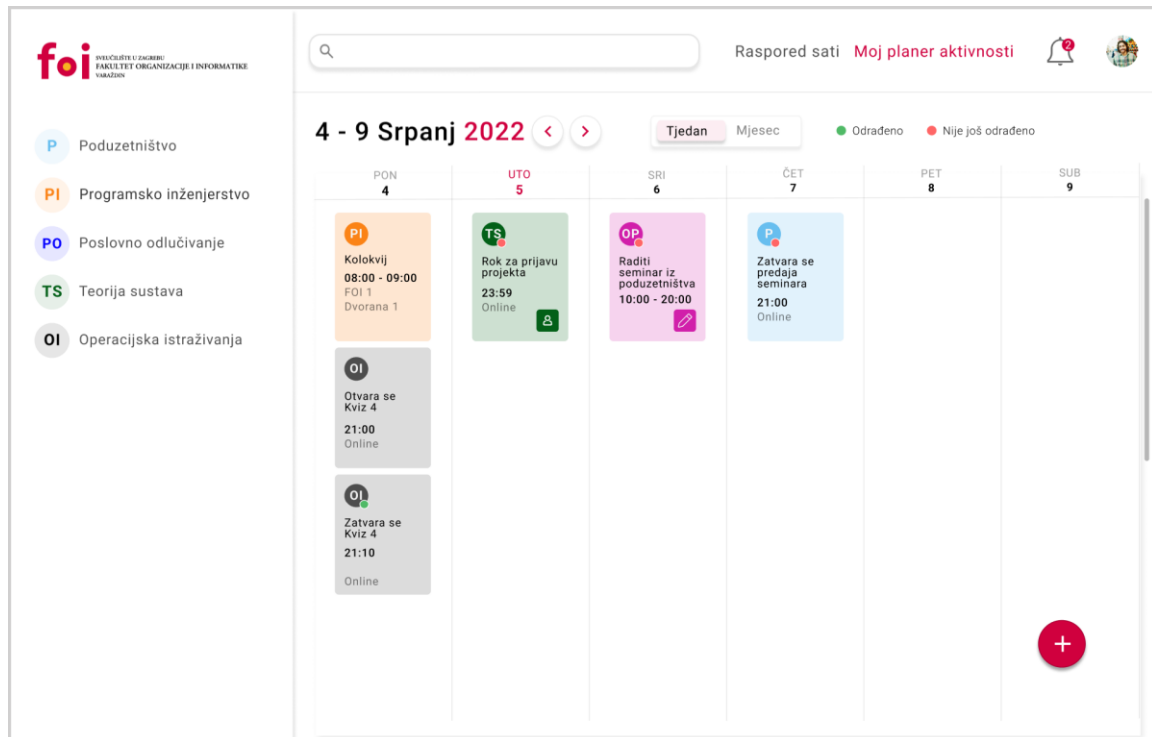 foi
SVEUČILIŠTE U ZAGREBU
FAKULTET ORGANIZACIJE I INFORMATIKE
VARAŽDIN
Raspored sati
Moj planer aktivnosti
2
P Poduzetništvo
PI Programsko inženjerstvo
PO Poslovno odlučivanje
TS Teorija sustava
OI Operacijska istraživanja
4 - 9 Srpanj 2022
Tjedan
Mjesec
Odrađeno
Nije još odrađeno
PON
4
UTO
5
SRI
6
ČET
7
PET
8
SUB
9
PI
Kolokvij
08:00 - 09:00
FOI 1
Dvorana 1
OI
Otvara se
Kviz 4
21:00
Online
OI
Zatvara se
Kviz 4
21:10
Online
TS
Rok za prijavu
projekta
23:59
Online
OP
Raditi
seminar iz
poduzetništva
10:00 - 20:00
P
Zatvara se
predaja
seminara
21:00
Online